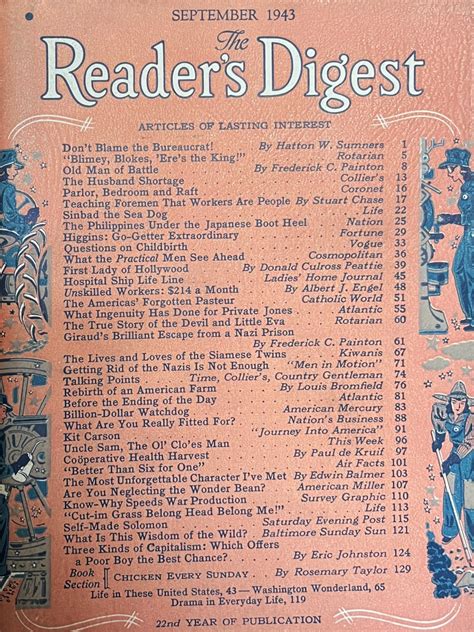 SEPTEMBER 1943
The
Reader's Digest
ARTICLES OF LASTING INTEREST
Don't Blame the Bureaucrat! By Hatton W. Sumners 1
"Blimey, Blokes, 'Ere's the King!" Rotarian 5
Old Man of Battle By Frederick C. Painton 8
The Husband Shortage Collier's 13
Parlor, Bedroom and Raft Coronet 16
Teaching Foremen That Workers Are People By Stuart Chase 17
Sinbad the Sea Dog Life 22
The Philippines Under the Japanese Boot Heel Nation 25
Higgins: Go-Getter Extraordinary Fortune 29
Questions on Childbirth Vogue 33
What the Practical Men See Ahead Cosmopolitan 36
First Lady of Hollywood By Donald Culross Peattie 39
Hospital Ship Life Line Ladies' Home Journal 45
Unskilled Workers: $214 a Month By Albert J. Engel 48
The Americas' Forgotten Pasteur Catholic World 51
What Ingenuity Has Done for Private Jones Atlantic 55
The True Story of the Devil and Little Eva Rotarian 60
Giraud's Brilliant Escape from a Nazi Prison
By Frederick C. Painton 61
The Lives and Loves of the Siamese Twins Kiwanis 67
Getting Rid of the Nazis Is Not Enough "Men in Motion" 71
Talking Points Time, Collier's, Country Gentleman 74
Rebirth of an American Farm By Louis Bromfield 76
Before the Ending of the Day Atlantic 81
Billion-Dollar Watchdog American Mercury 83
What Are You Really Fitted For? Nation's Business 88
Kit Carson "Journey Into America" 91
Uncle Sam, The Ol' Clo'es Man This Week 96
Coöperative Health Harvest By Paul de Kruif 97
"Better Than Six for One" Air Facts 101
The Most Unforgettable Character I've Met By Edwin Balmer 103
Are You Neglecting the Wonder Bean? American Miller 107
Know-Why Speeds War Production Survey Graphic 110
"Cut-in Grass Belong Head Belong Me!" Life 113
Self-Made Solomon Saturday Evening Post 115
What Is This Wisdom of the Wild? Baltimore Sunday Sun 121
Three Kinds of Capitalism: Which Offers
a Poor Boy the Best Chance? By Eric Johnston 124
Book Section CHICKEN EVERY SUNDAY By Rosemary Taylor 129
Life in These United States, 43 — Washington Wonderland, 65
Drama in Everyday Life, 119
22nd YEAR OF PUBLICATION